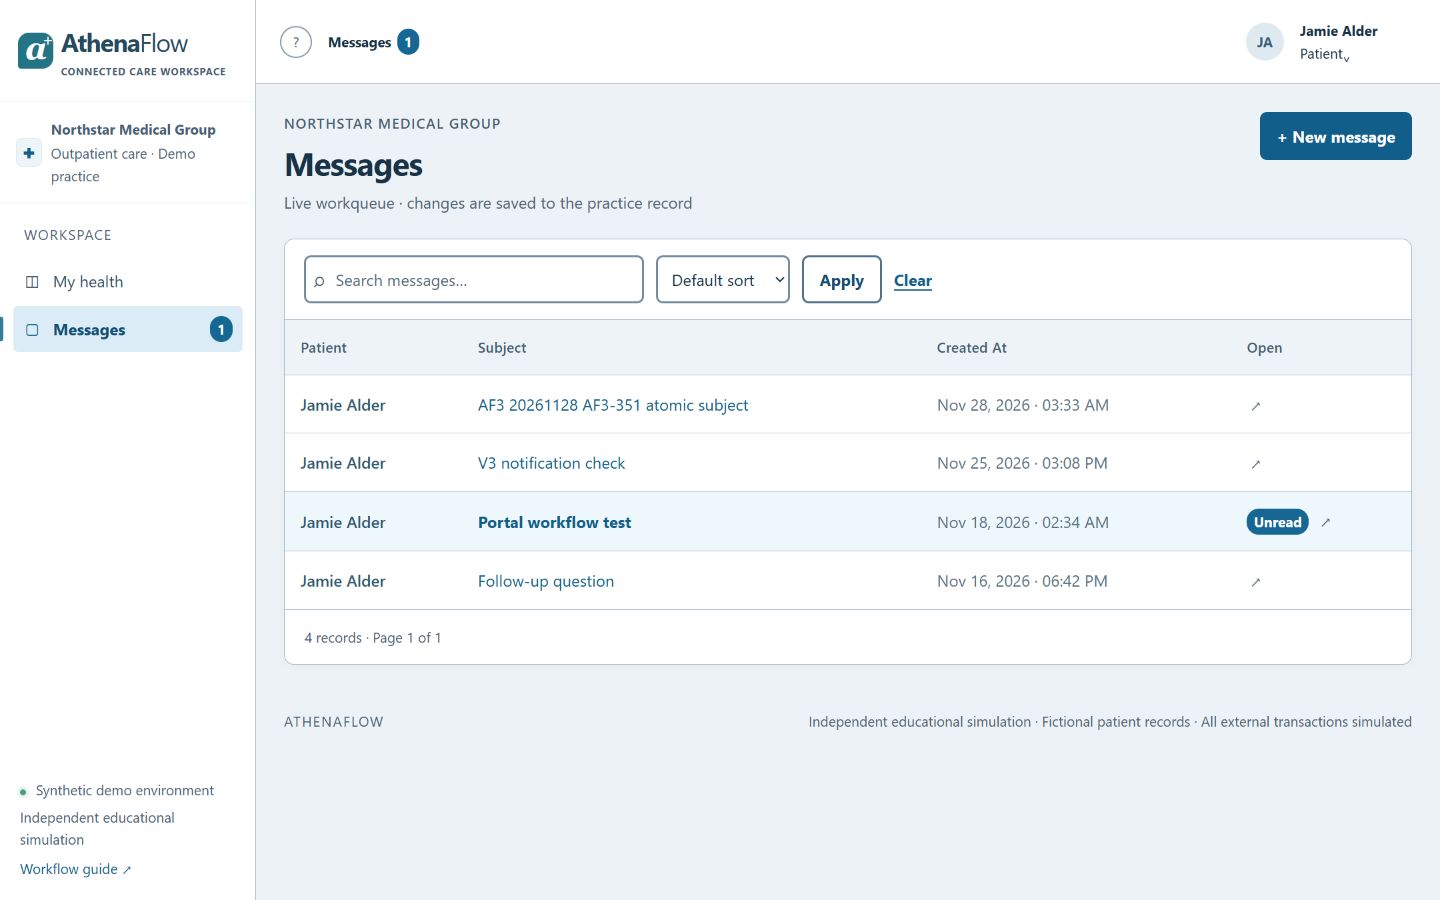 AthenaFlow
CONNECTED CARE WORKSPACE
Northstar Medical Group
Outpatient care · Demo
practice
WORKSPACE
My health
Messages 1
Synthetic demo environment
Independent educational
simulation
Workflow guide ↗
? Messages 1
JA Jamie Alder
Patient
NORTHSTAR MEDICAL GROUP
Messages
Live workqueue · changes are saved to the practice record
+ New message
Search messages... Default sort Apply Clear
Patient Subject Created At Open
Jamie Alder AF3 20261128 AF3-351 atomic subject Nov 28, 2026 · 03:33 AM ↗
Jamie Alder V3 notification check Nov 25, 2026 · 03:08 PM ↗
Jamie Alder Portal workflow test Nov 18, 2026 · 02:34 AM Unread ↗
Jamie Alder Follow-up question Nov 16, 2026 · 06:42 PM ↗
4 records · Page 1 of 1
ATHENAFLOW
Independent educational simulation · Fictional patient records · All external transactions simulated